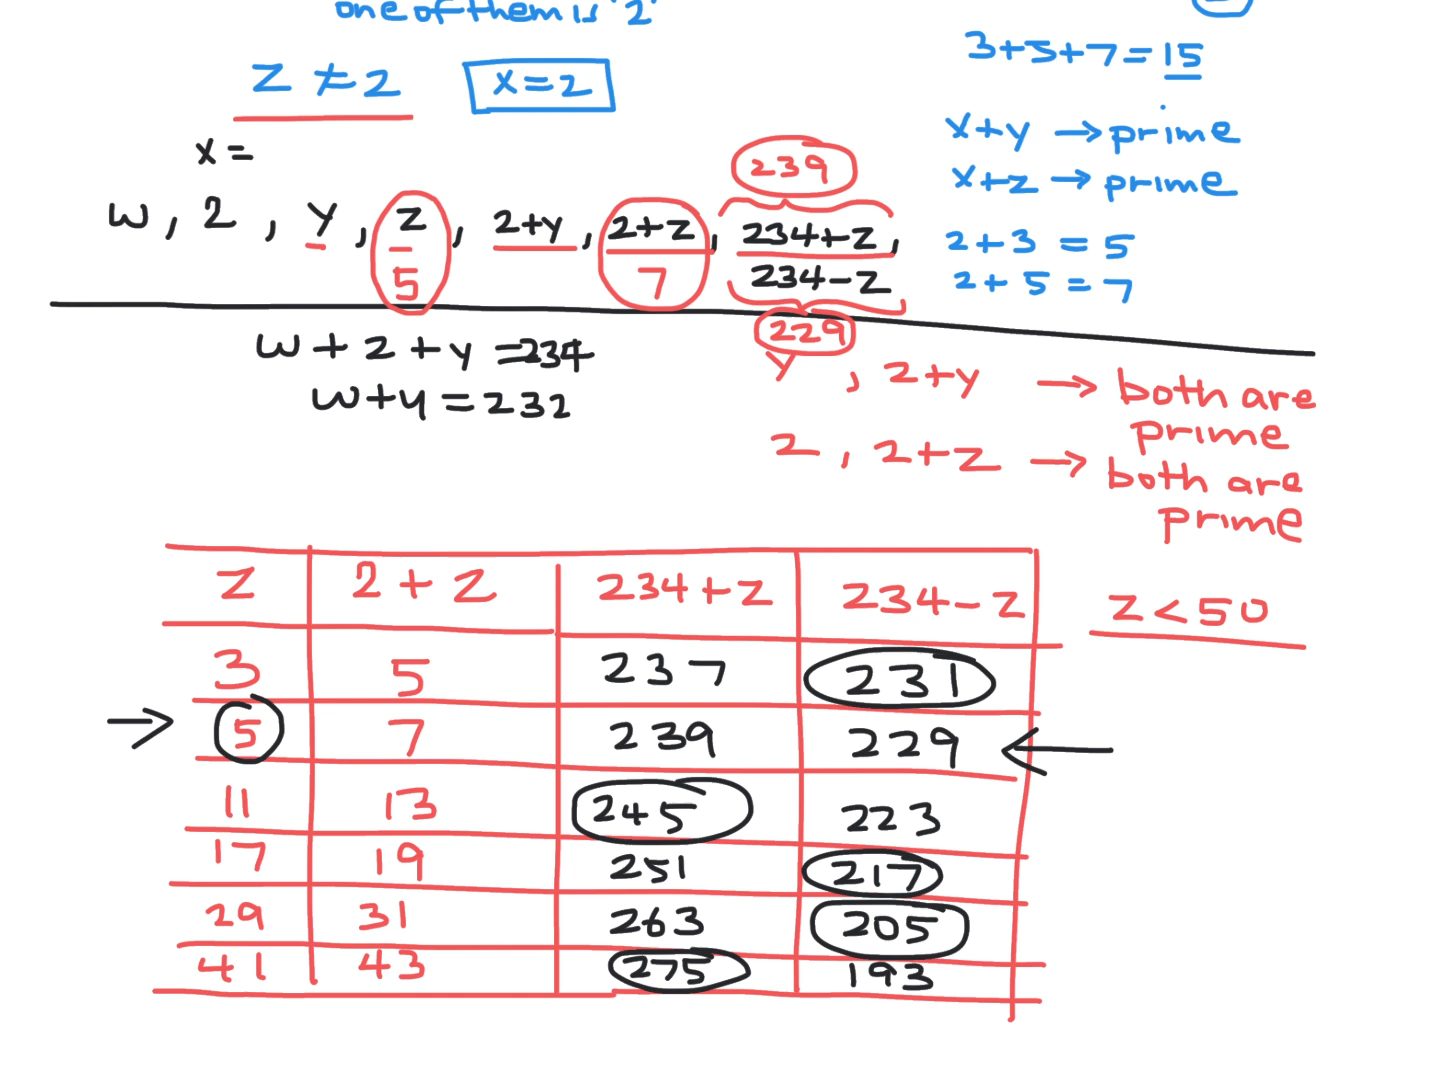 one of them is '2'
3+5+7=15
z ≠ 2
x=2
x+y → prime
x =
239
x+z → prime
w, 2, y, z, 2+y, 2+z, 234+z,
2+3 = 5
5 7 234-z
2+5 = 7
229
w + 2 + y = 234
y, 2+y → both are
prime
w+y = 232
z, 2+z → both are
prime
z 2+z 234+z 234-z
z < 50
3 5 237 231
→ 5 7 239 229 ←
11 13 245 223
17 19 251 217
29 31 263 205
41 43 275 193